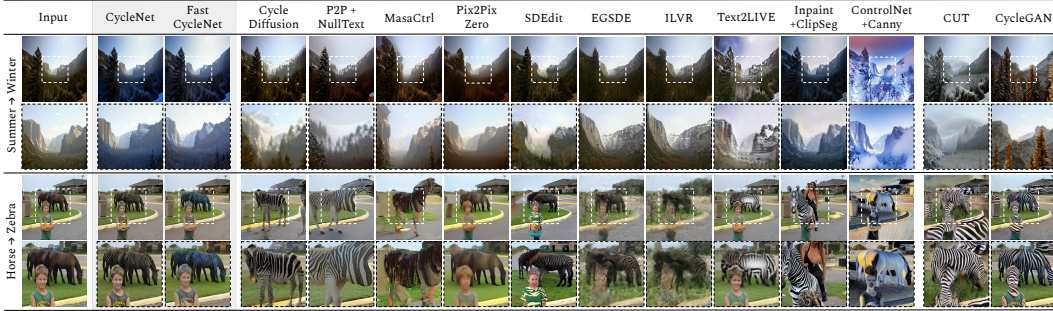 Input
CycleNet
Fast
CycleNet
Cycle
Diffusion
P2P +
NullText
MasaCtrl
Pix2Pix
Zero
SDEdit
EGSDE
ILVR
Text2LIVE
Inpaint
+ClipSeg
ControlNet
+Canny
CUT
CycleGAN
Summer → Winter
Horse → Zebra